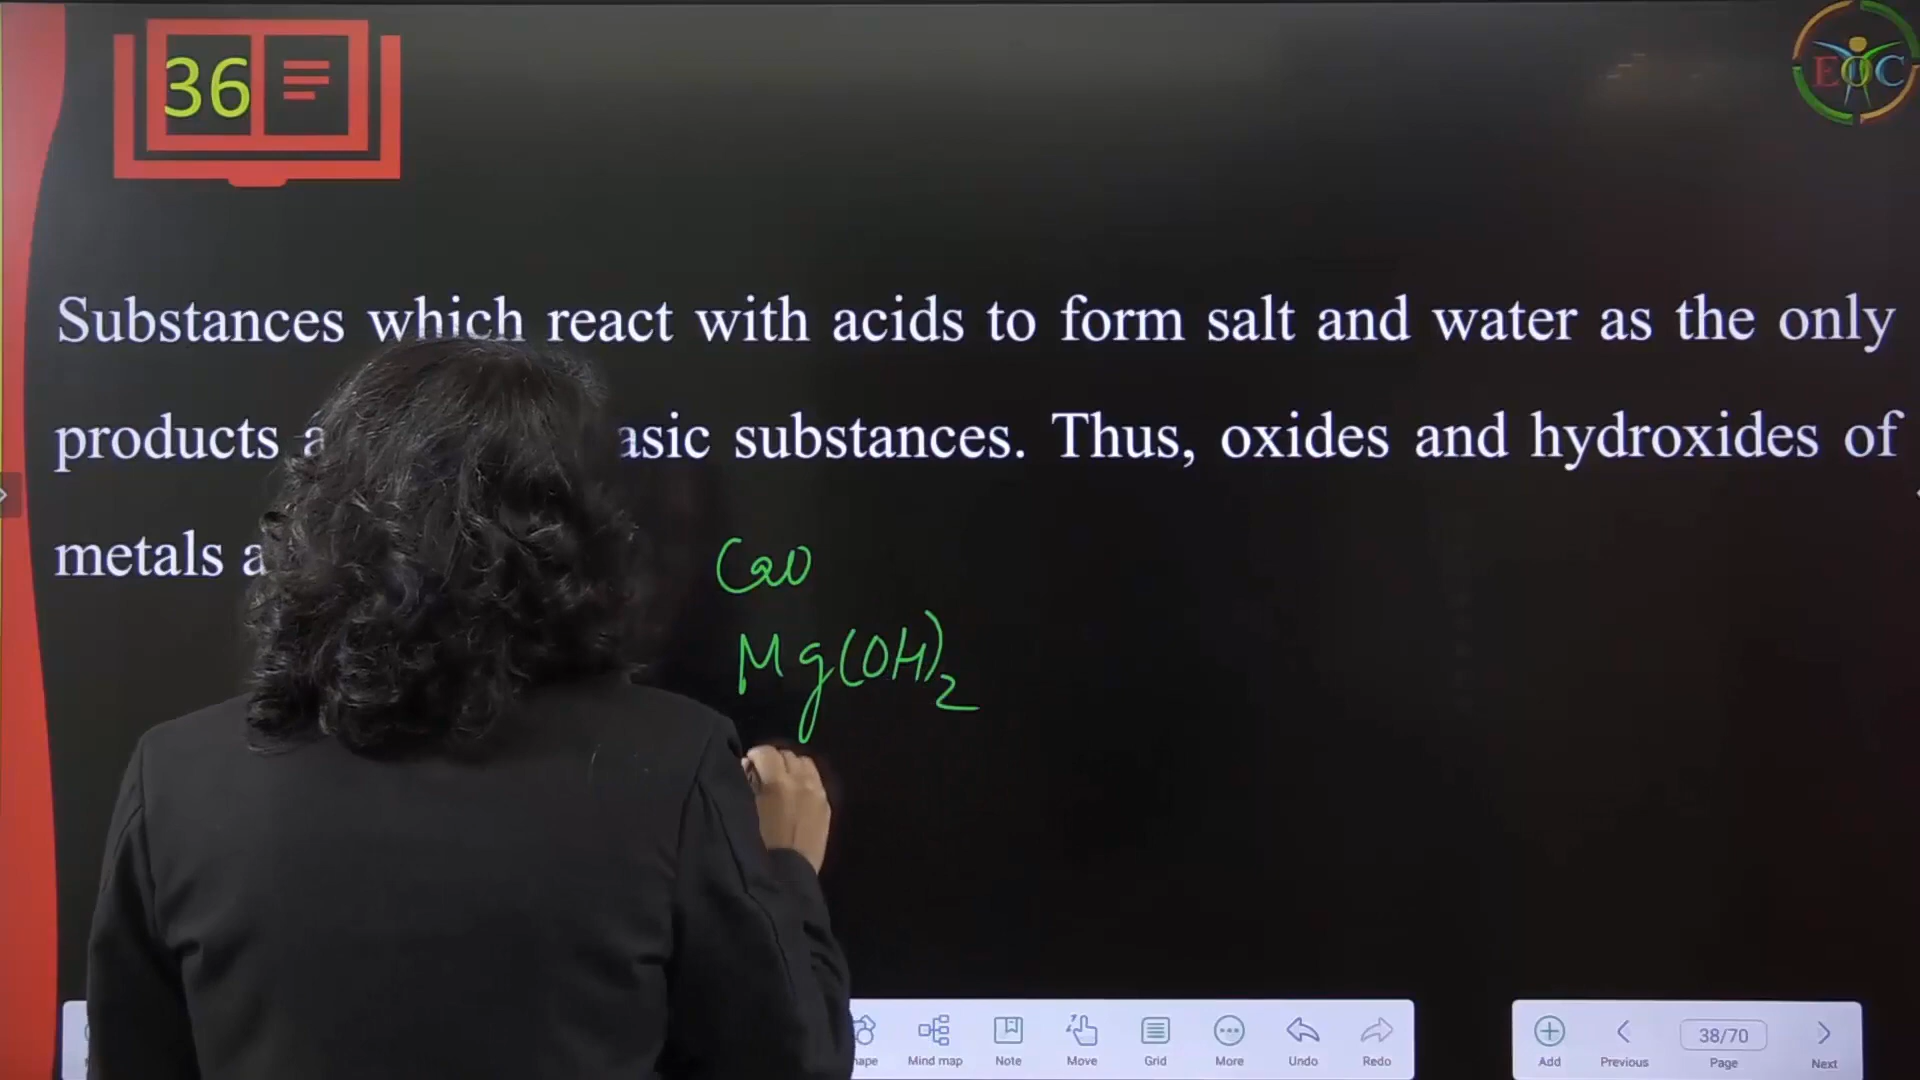 36
EOC
Substances which react with acids to form salt and water as the only
products substances. Thus, oxides and hydroxides of
metals
CaO
Mg(OH)2
Mind map
Note
Move
Grid
More
Undo
Redo
Add
Previous
38/70
Page
Next